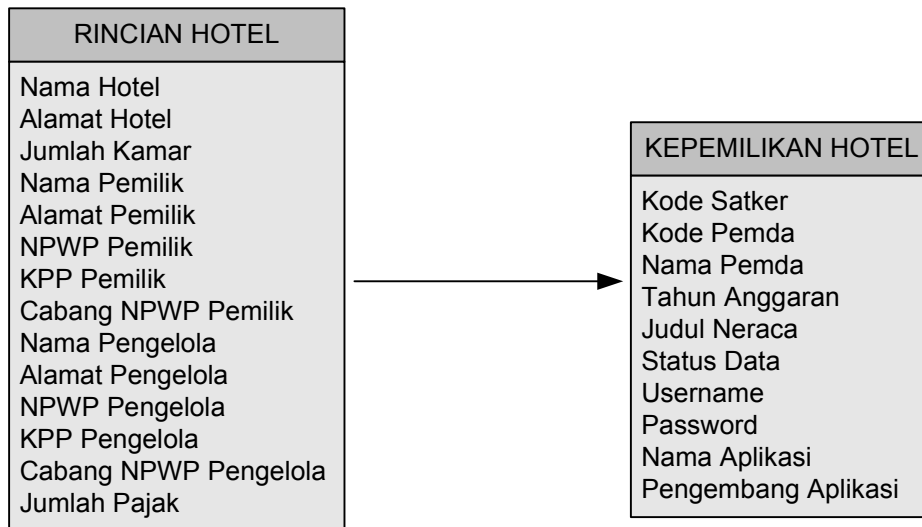 RINCIAN HOTEL
Nama Hotel
Alamat Hotel
Jumlah Kamar
Nama Pemilik
Alamat Pemilik
NPWP Pemilik
KPP Pemilik
Cabang NPWP Pemilik
Nama Pengelola
Alamat Pengelola
NPWP Pengelola
KPP Pengelola
Cabang NPWP Pengelola
Jumlah Pajak
KEPEMILIKAN HOTEL
Kode Satker
Kode Pemda
Nama Pemda
Tahun Anggaran
Judul Neraca
Status Data
Username
Password
Nama Aplikasi
Pengembang Aplikasi